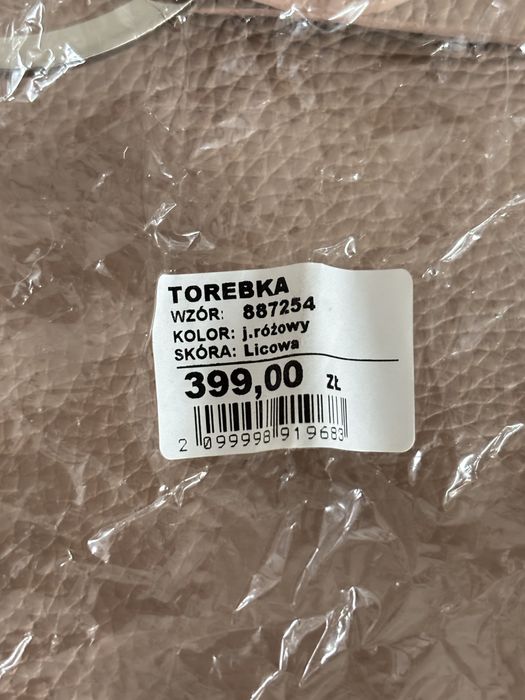 TOREBKA
WZÓR: 887254
KOLOR: j.różowy
SKÓRA: Licowa
399,00 ZŁ
2 099998 919683